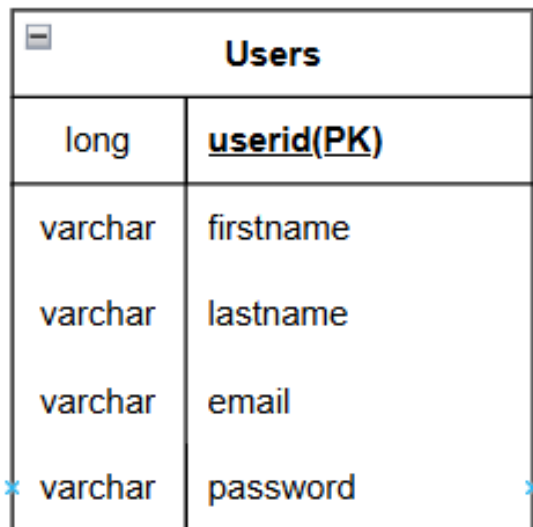 Users
long userid(PK)
varchar firstname
varchar lastname
varchar email
varchar password